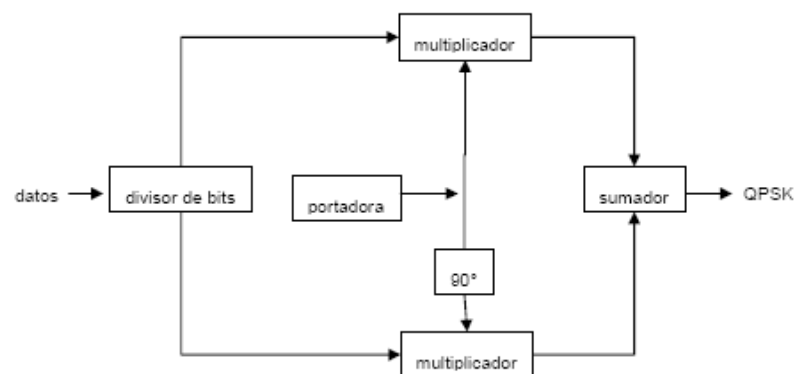 multiplicador
datos
divisor de bits
portadora
sumador
QPSK
90°
multiplicador